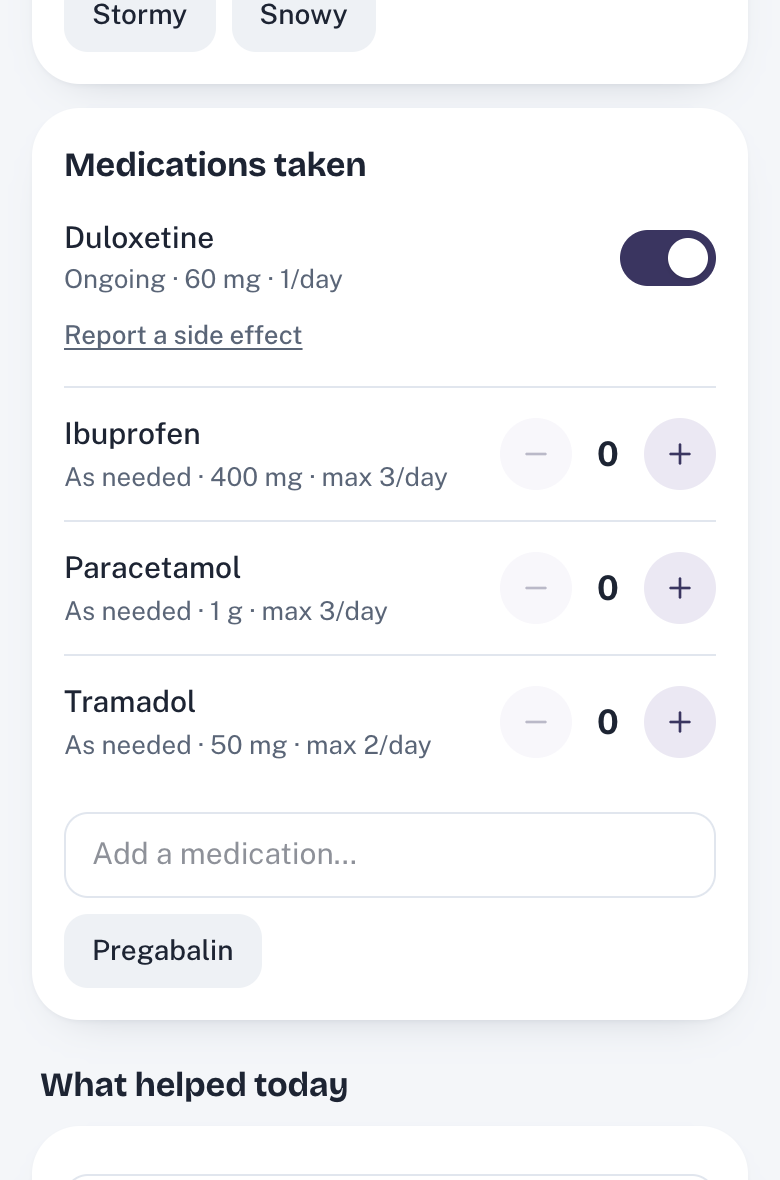 Stormy
Snowy
Medications taken
Duloxetine
Ongoing · 60 mg · 1/day
Report a side effect
Ibuprofen
As needed · 400 mg · max 3/day
− 0 +
Paracetamol
As needed · 1 g · max 3/day
− 0 +
Tramadol
As needed · 50 mg · max 2/day
− 0 +
Add a medication...
Pregabalin
What helped today